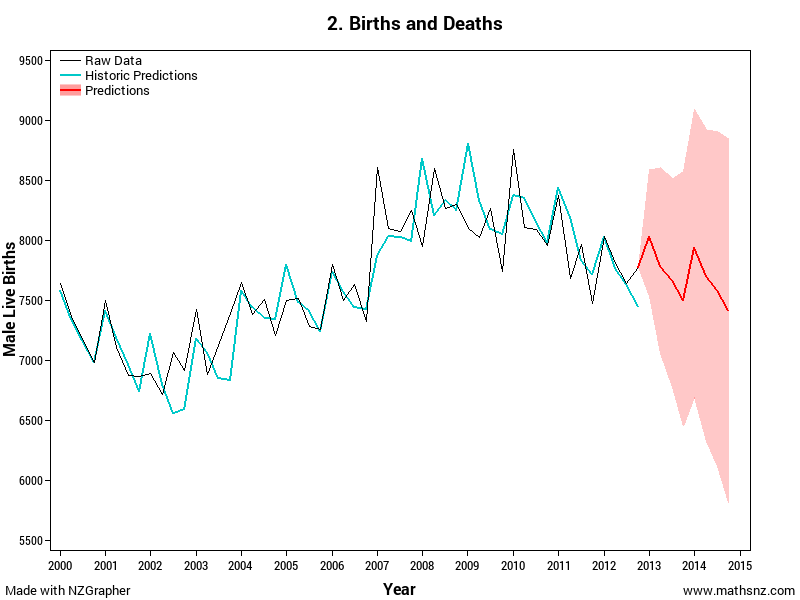 2. Births and Deaths
Raw Data
Historic Predictions
Predictions
9500
9000
8500
8000
7500
7000
6500
6000
5500
Male Live Births
2000 2001 2002 2003 2004 2005 2006 2007 2008 2009 2010 2011 2012 2013 2014 2015
Year
Made with NZGrapher
www.mathsnz.com